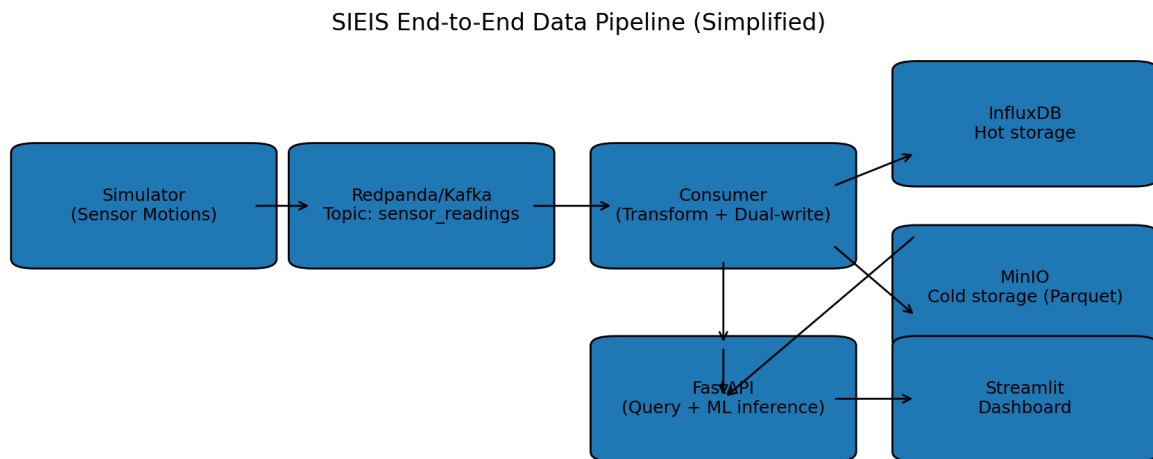 SIEIS End-to-End Data Pipeline (Simplified)
Simulator
(Sensor Motions)
Redpanda/Kafka
Topic: sensor_readings
Consumer
(Transform + Dual-write)
InfluxDB
Hot storage
MinIO
Cold storage (Parquet)
FastAPI
(Query + ML inference)
Streamlit
Dashboard